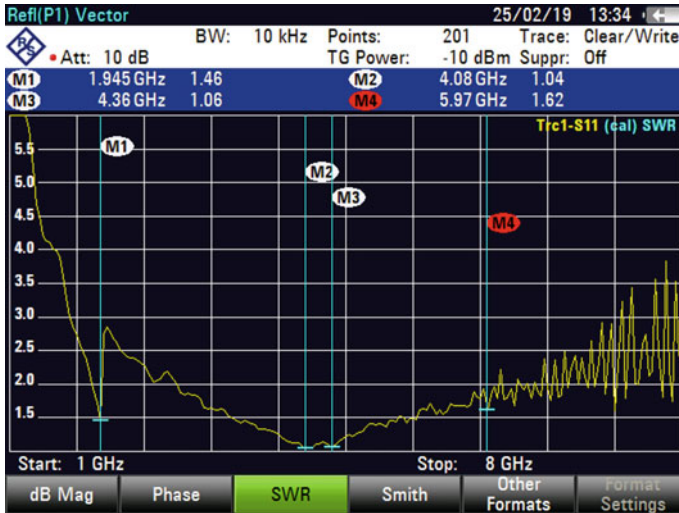 Refl(P1) Vector 25/02/19 13:34
BW: 10 kHz Points: 201 Trace: Clear/Write
Att: 10 dB TG Power: -10 dBm Suppr: Off
M1 1.945 GHz 1.46 M2 4.08 GHz 1.04
M3 4.36 GHz 1.06 M4 5.97 GHz 1.62
Trc1-S11 (cal) SWR
M1
5.5
M2
5.0
M3
4.5
M4
4.0
3.5
3.0
2.5
2.0
1.5
Start: 1 GHz Stop: 8 GHz
dB Mag Phase SWR Smith Other Formats Format Settings